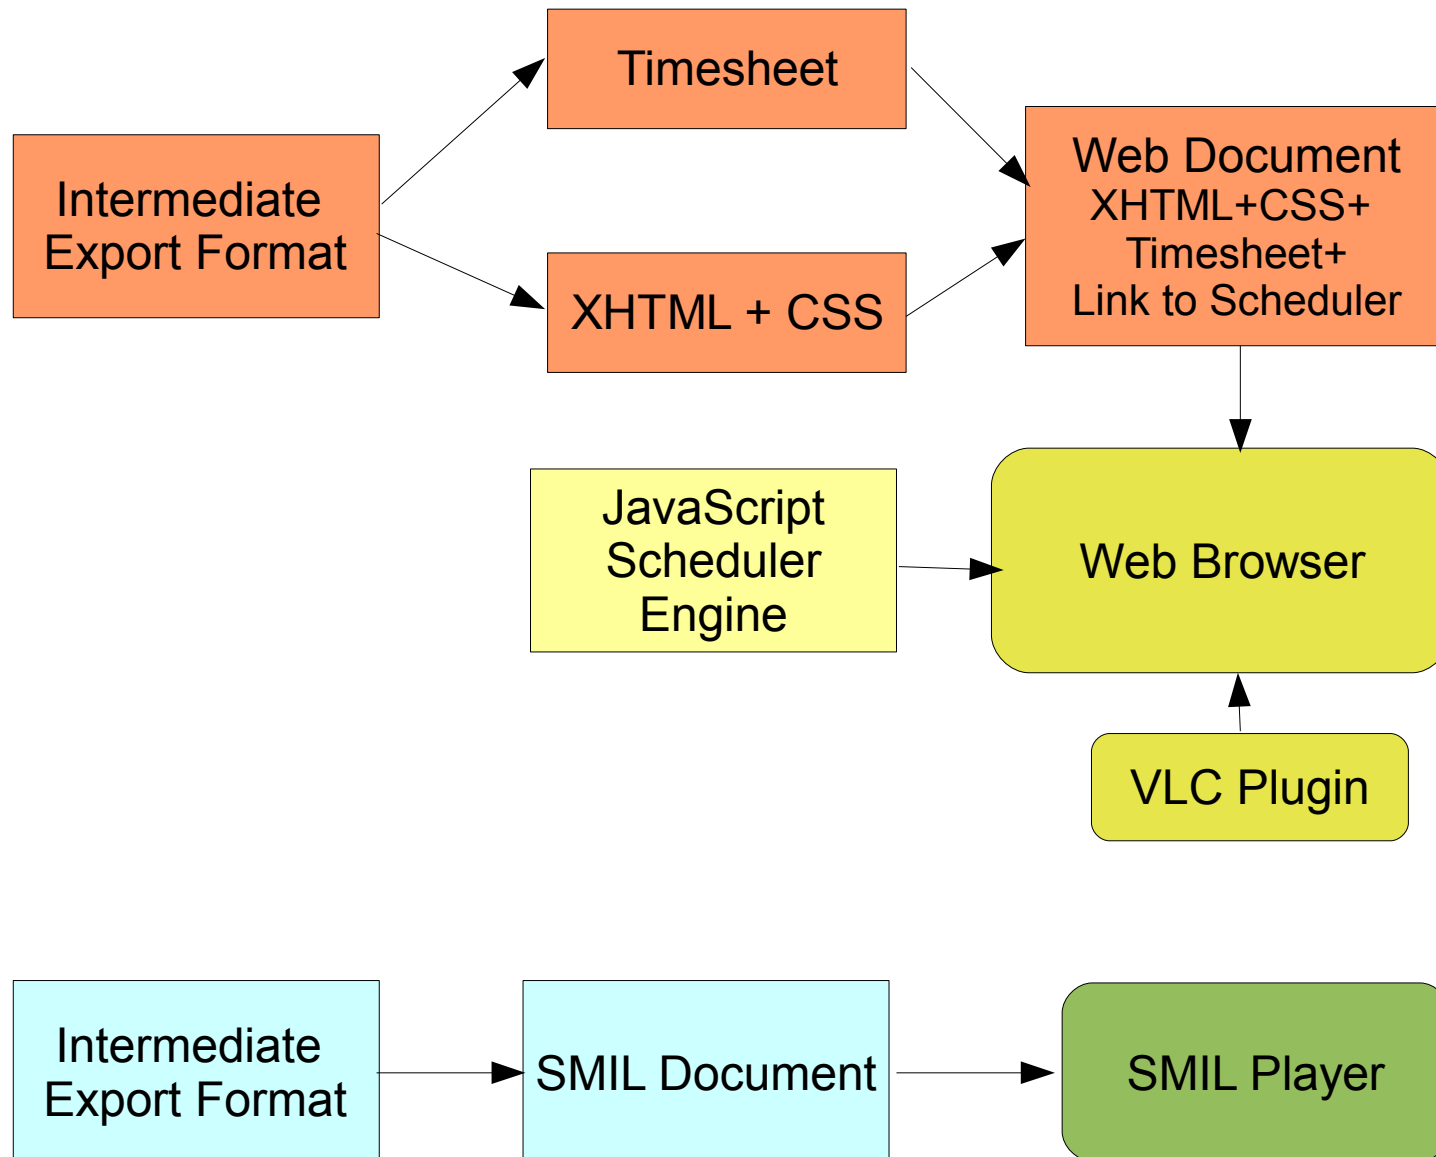 Timesheet
Intermediate
Export Format
Web Document
XHTML+CSS+
Timesheet+
Link to Scheduler
XHTML + CSS
JavaScript
Scheduler
Engine
Web Browser
VLC Plugin
Intermediate
Export Format
SMIL Document
SMIL Player